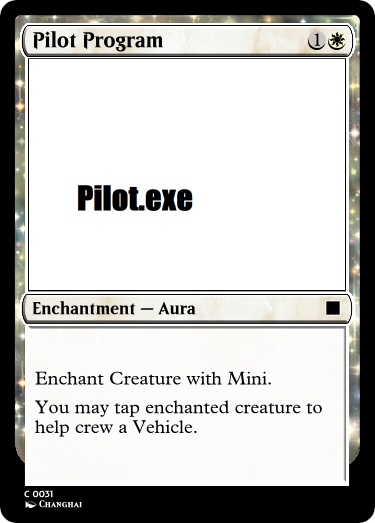 Pilot Program
1
Pilot.exe
Enchantment — Aura
Enchant Creature with Mini.
You may tap enchanted creature to
help crew a Vehicle.
C 0031
Changhai